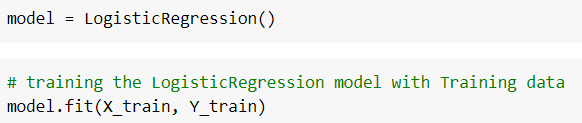 model = LogisticRegression()
# training the LogisticRegression model with Training data
model.fit(X_train, Y_train)